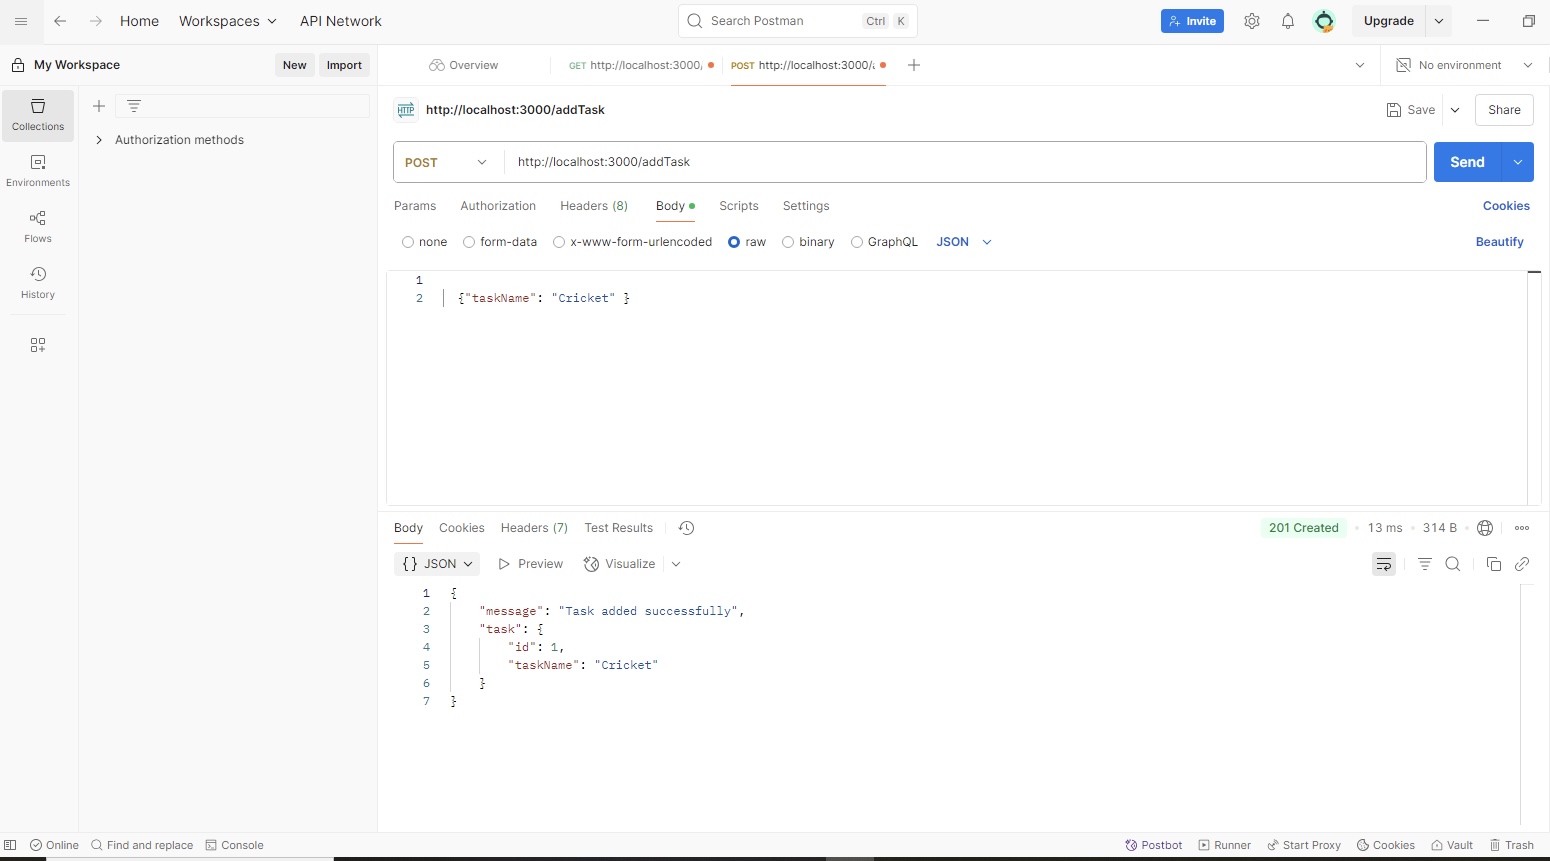 Home Workspaces API Network Search Postman Ctrl K Invite Upgrade
My Workspace New Import Overview GET http://localhost:3000/ POST http://localhost:3000/a No environment
Collections
Environments
Flows
History
Authorization methods
HTTP http://localhost:3000/addTask Save Share
POST http://localhost:3000/addTask Send
Params Authorization Headers (8) Body Scripts Settings Cookies
none form-data x-www-form-urlencoded raw binary GraphQL JSON Beautify
1
2 {"taskName": "Cricket" }
Body Cookies Headers (7) Test Results 201 Created 13 ms 314 B
{} JSON Preview Visualize
1 {
2 "message": "Task added successfully",
3 "task": {
4 "id": 1,
5 "taskName": "Cricket"
6 }
7 }
Online Find and replace Console Postbot Runner Start Proxy Cookies Vault Trash